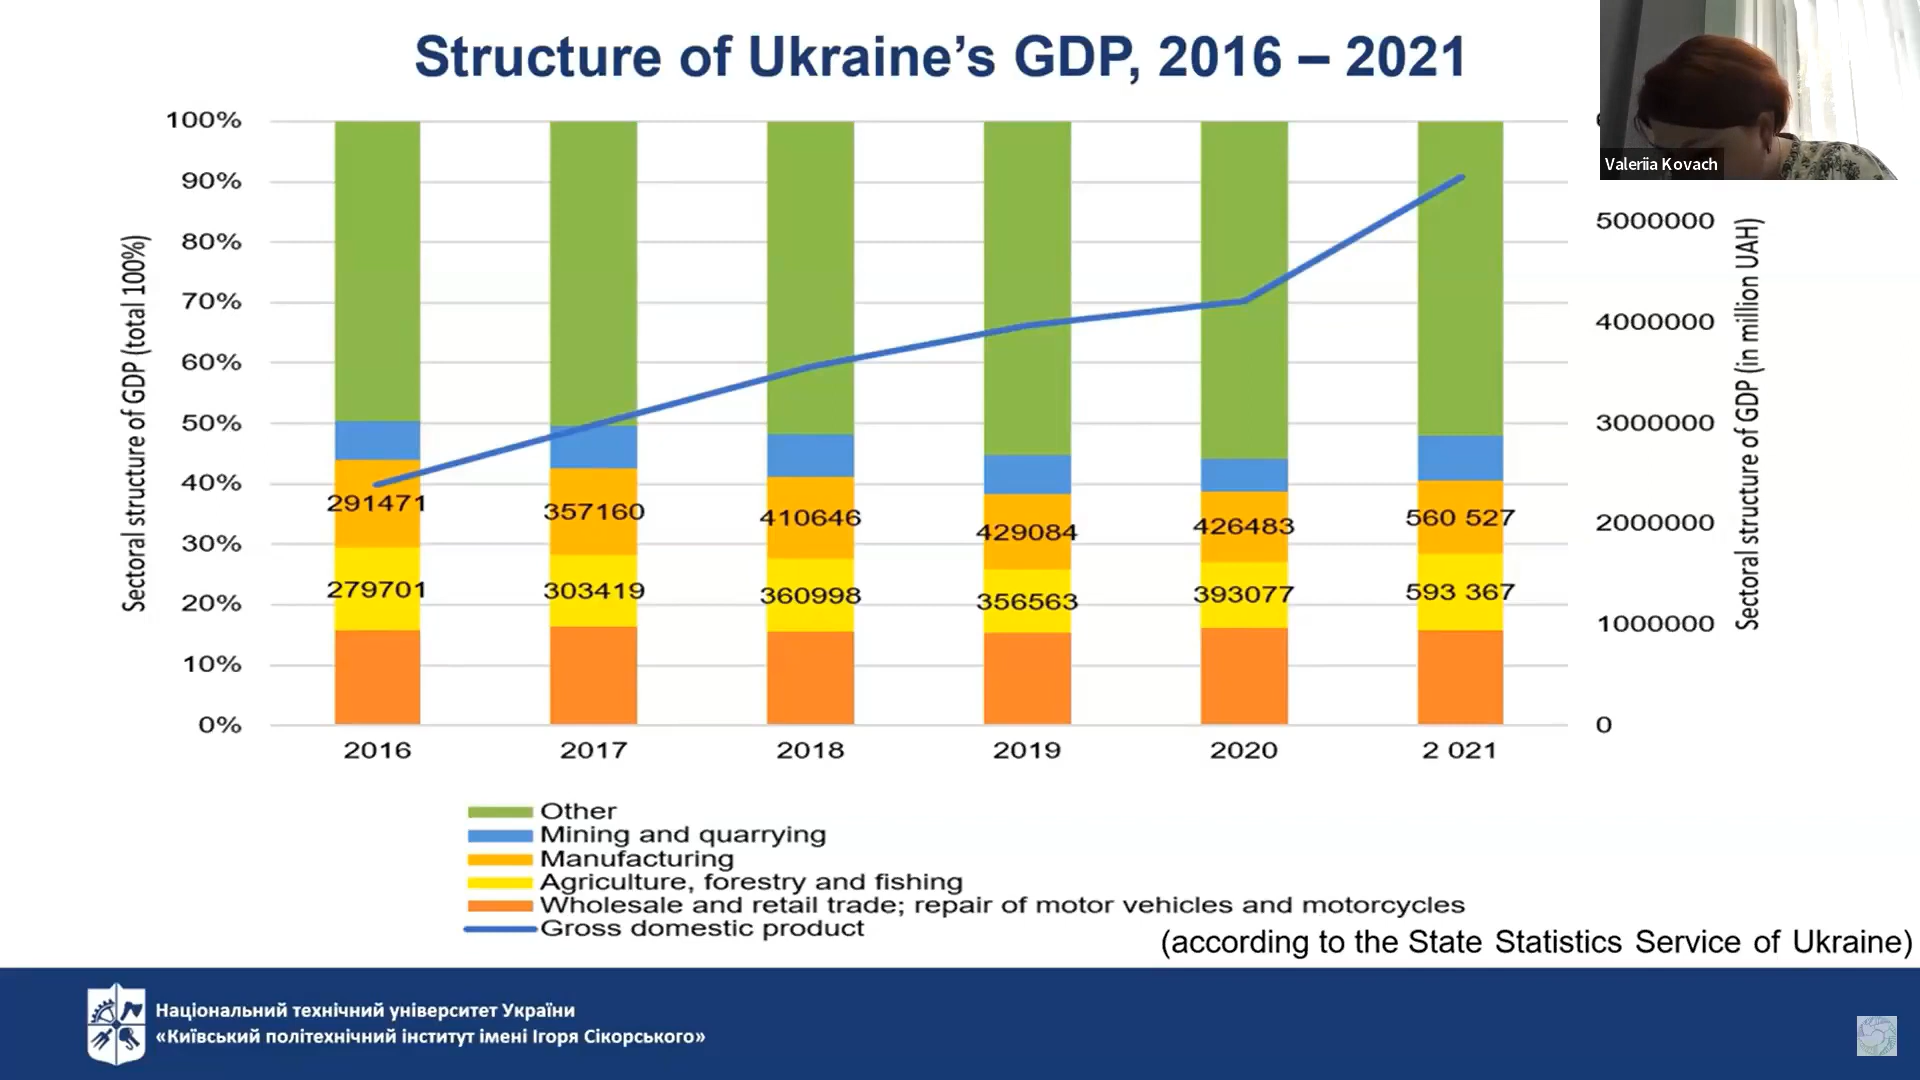 Structure of Ukraine’s GDP, 2016 – 2021
Valeriia Kovach
Sectoral structure of GDP (total 100%)
100%
90%
80%
70%
60%
50%
40%
30%
20%
10%
0%
291471
357160
410646
429084
426483
560 527
279701
303419
360998
356563
393077
593 367
2016
2017
2018
2019
2020
2 021
5000000
4000000
3000000
2000000
1000000
0
Sectoral structure of GDP (in million UAH)
Other
Mining and quarrying
Manufacturing
Agriculture, forestry and fishing
Wholesale and retail trade; repair of motor vehicles and motorcycles
Gross domestic product
(according to the State Statistics Service of Ukraine)
Національний технічний університет України
«Київський політехнічний інститут імені Ігоря Сікорського»